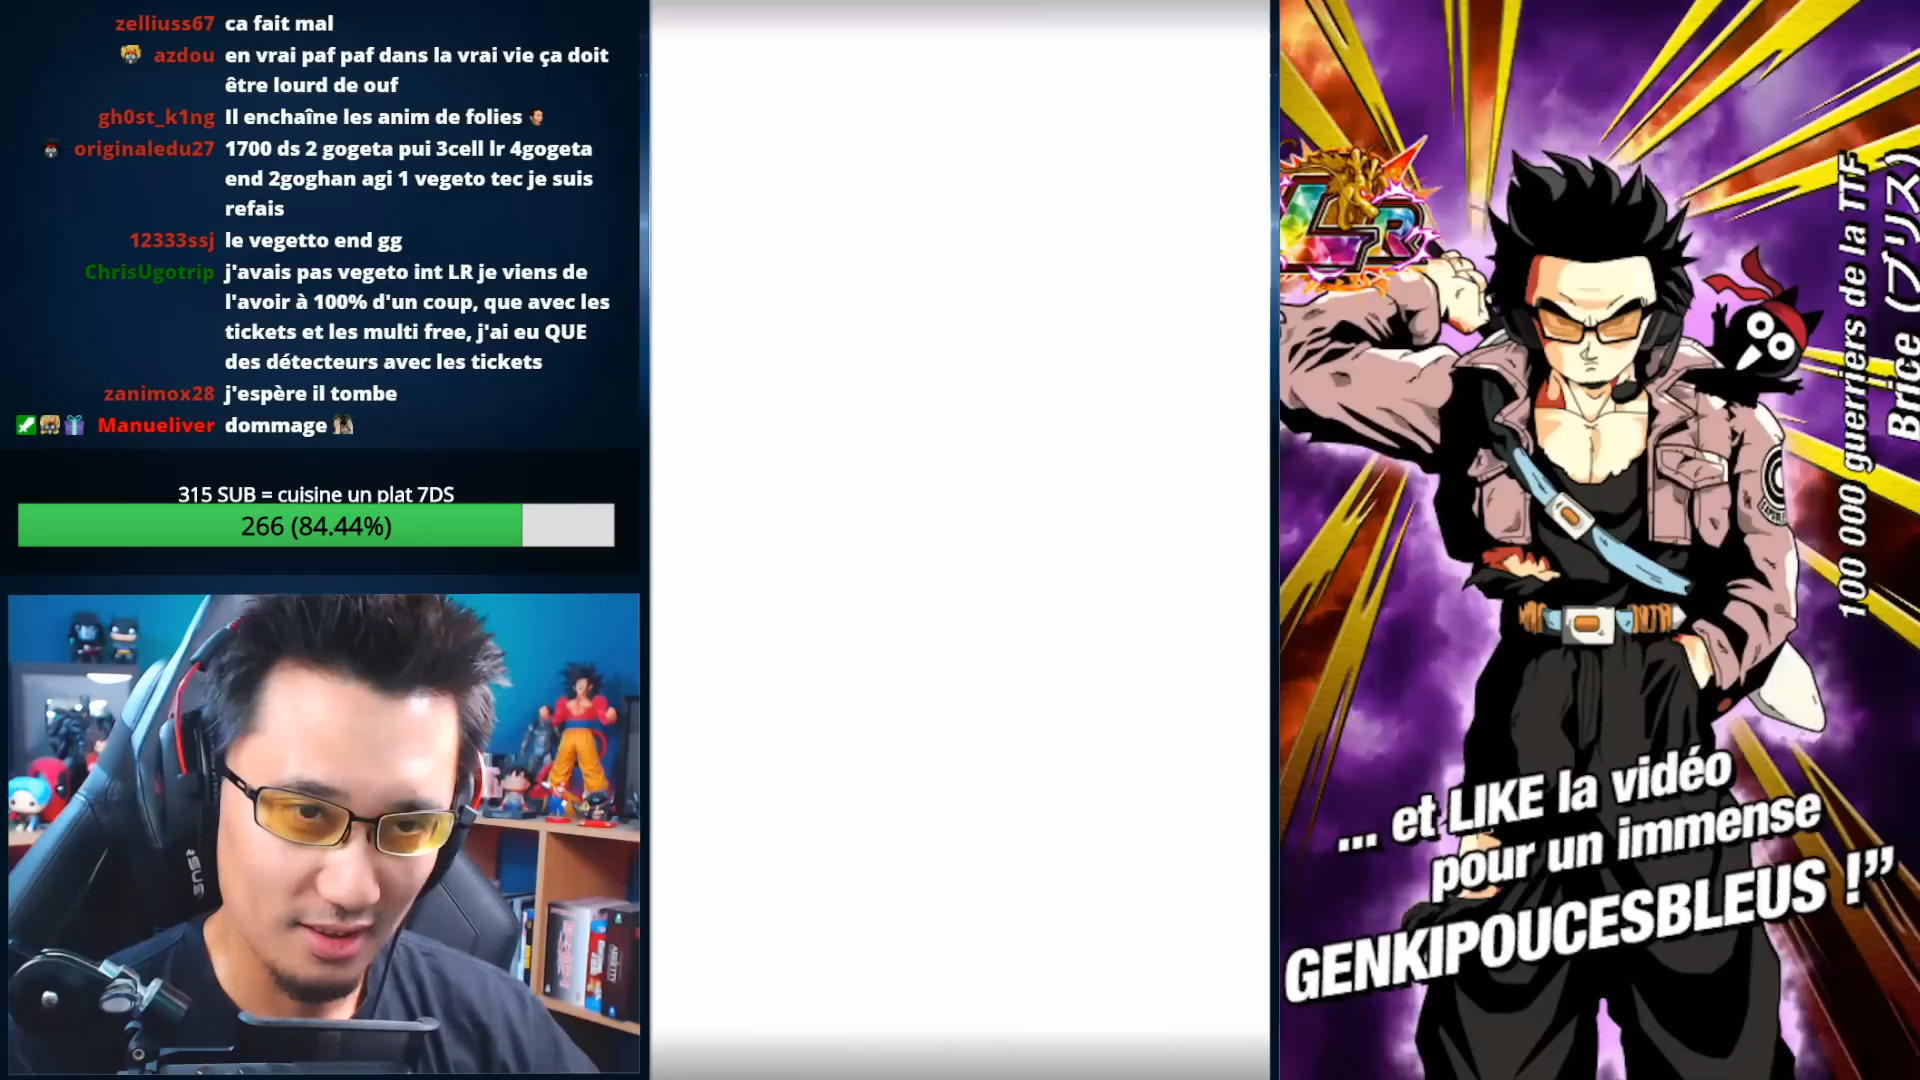 zelliuss67 ca fait mal
azdou en vrai paf paf dans la vrai vie ça doit
être lourd de ouf
gh0st_k1ng Il enchaîne les anim de folies
originaledu27 1700 ds 2 gogeta pui 3cell lr 4gogeta
end 2goghan agi 1 vegeto tec je suis
refais
12333ssj le vegetto end gg
ChrisUgotrip j'avais pas vegeto int LR je viens de
l'avoir à 100% d'un coup, que avec les
tickets et les multi free, j'ai eu QUE
des détecteurs avec les tickets
zanimox28 j'espère il tombe
Manueliver dommage
315 SUB = cuisine un plat 7DS
266 (84.44%)
SUS
LR
100 000 guerriers de la TTF
Brice (ブリス)
... et LIKE la vidéo
pour un immense
GENKIPOUCESBLEUS !”